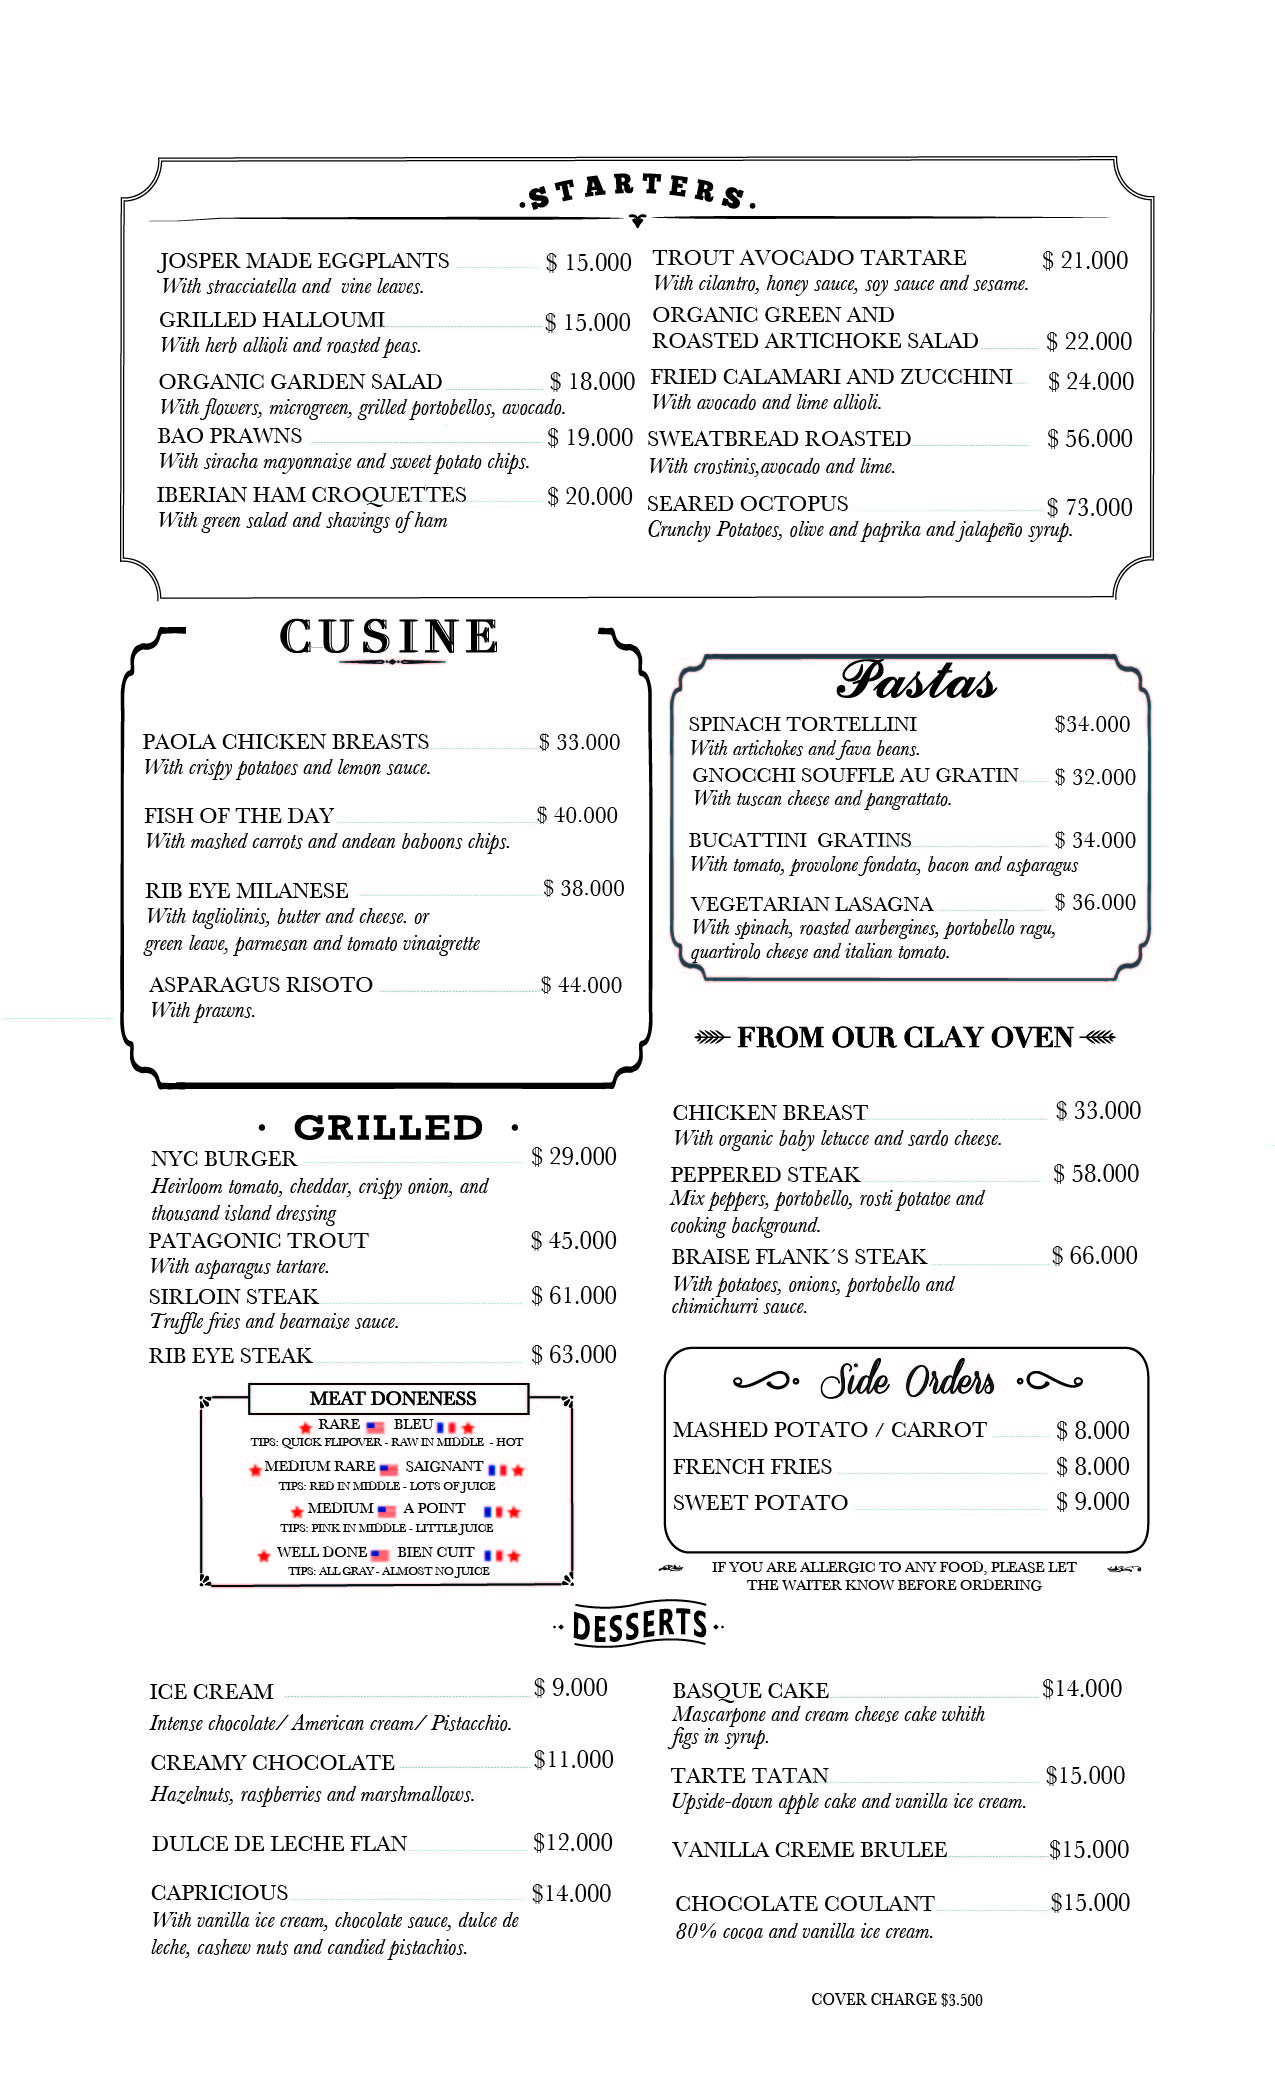 .STARTERS.
JOSPER MADE EGGPLANTS $ 15.000
With stracciatella and vine leaves.
GRILLED HALLOUMI $ 15.000
With herb allioli and roasted peas.
ORGANIC GARDEN SALAD $ 18.000
With flowers, microgreen, grilled portobellos, avocado.
BAO PRAWNS $ 19.000
With siracha mayonnaise and sweet potato chips.
IBERIAN HAM CROQUETTES $ 20.000
With green salad and shavings of ham
TROUT AVOCADO TARTARE $ 21.000
With cilantro, honey sauce, soy sauce and sesame.
ORGANIC GREEN AND
ROASTED ARTICHOKE SALAD $ 22.000
FRIED CALAMARI AND ZUCCHINI $ 24.000
With avocado and lime allioli.
SWEATBREAD ROASTED $ 56.000
With crostinis,avocado and lime.
SEARED OCTOPUS $ 73.000
Crunchy Potatoes, olive and paprika and jalapeño syrup.
CUSINE
PAOLA CHICKEN BREASTS $ 33.000
With crispy potatoes and lemon sauce.
FISH OF THE DAY $ 40.000
With mashed carrots and andean baboons chips.
RIB EYE MILANESE $ 38.000
With tagliolinis, butter and cheese. or
green leave, parmesan and tomato vinaigrette
ASPARAGUS RISOTO $ 44.000
With prawns.
Pastas
SPINACH TORTELLINI $34.000
With artichokes and fava beans.
GNOCCHI SOUFFLE AU GRATIN $ 32.000
With tuscan cheese and pangrattato.
BUCATTINI GRATINS $ 34.000
With tomato, provolone fondata, bacon and asparagus
VEGETARIAN LASAGNA $ 36.000
With spinach, roasted aurbergines, portobello ragu,
quartirolo cheese and italian tomato.
FROM OUR CLAY OVEN
CHICKEN BREAST $ 33.000
With organic baby letucce and sardo cheese.
PEPPERED STEAK $ 58.000
Mix peppers, portobello, rosti potatoe and
cooking background.
BRAISE FLANK´S STEAK $ 66.000
With potatoes, onions, portobello and
chimichurri sauce.
· GRILLED ·
NYC BURGER $ 29.000
Heirloom tomato, cheddar, crispy onion, and
thousand island dressing
PATAGONIC TROUT $ 45.000
With asparagus tartare.
SIRLOIN STEAK $ 61.000
Truffle fries and bearnaise sauce.
RIB EYE STEAK $ 63.000
MEAT DONENESS
RARE BLEU
TIPS: QUICK FLIPOVER - RAW IN MIDDLE - HOT
MEDIUM RARE SAIGNANT
TIPS: RED IN MIDDLE - LOTS OF JUICE
MEDIUM A POINT
TIPS: PINK IN MIDDLE - LITTLE JUICE
WELL DONE BIEN CUIT
TIPS: ALL GRAY - ALMOST NO JUICE
Side Orders
MASHED POTATO / CARROT $ 8.000
FRENCH FRIES $ 8.000
SWEET POTATO $ 9.000
IF YOU ARE ALLERGIC TO ANY FOOD, PLEASE LET
THE WAITER KNOW BEFORE ORDERING
DESSERTS
ICE CREAM $ 9.000
Intense chocolate/ American cream/ Pistacchio.
CREAMY CHOCOLATE $11.000
Hazelnuts, raspberries and marshmallows.
DULCE DE LECHE FLAN $12.000
CAPRICIOUS $14.000
With vanilla ice cream, chocolate sauce, dulce de
leche, cashew nuts and candied pistachios.
BASQUE CAKE $14.000
Mascarpone and cream cheese cake whith
figs in syrup.
TARTE TATAN $15.000
Upside-down apple cake and vanilla ice cream.
VANILLA CREME BRULEE $15.000
CHOCOLATE COULANT $15.000
80% cocoa and vanilla ice cream.
COVER CHARGE $3.500